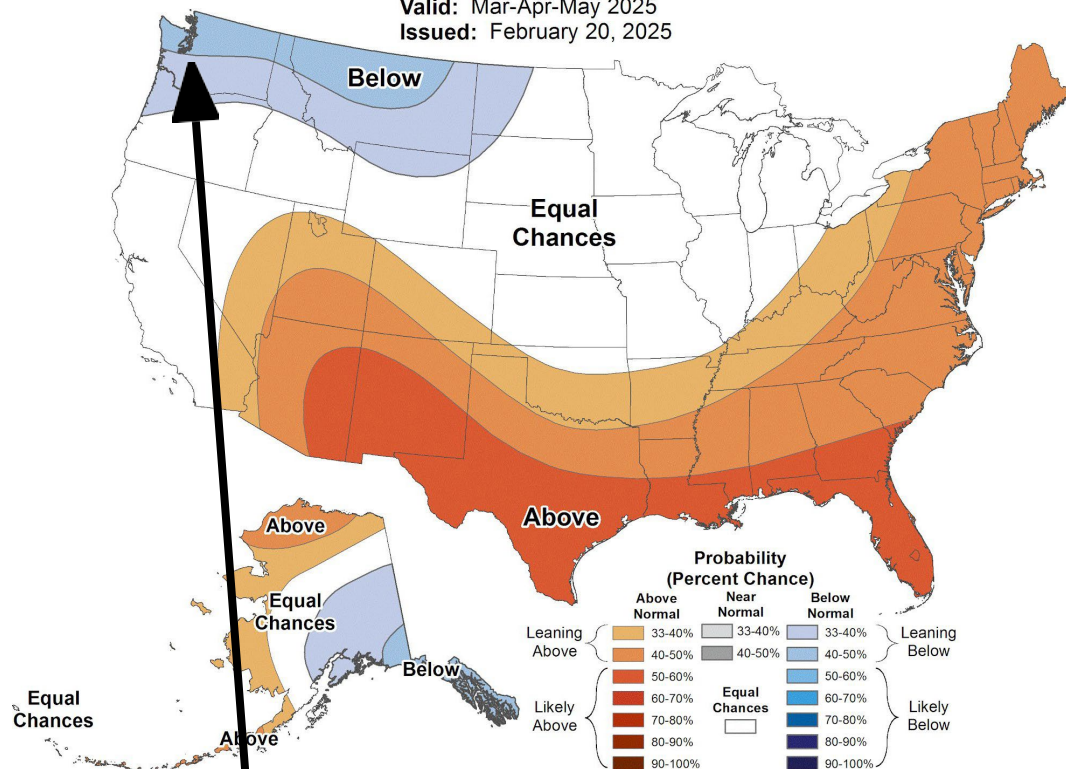 Valid: Mar-Apr-May 2025
Issued: February 20, 2025
Below
Equal
Chances
Above
Above
Equal
Chances
Below
Equal
Chances
Above
Probability
(Percent Chance)
Above
Normal
Near
Normal
Below
Normal
Leaning
Above
33-40%
40-50%
33-40%
40-50%
33-40%
40-50%
Leaning
Below
Likely
Above
50-60%
60-70%
70-80%
80-90%
90-100%
Equal
Chances
50-60%
60-70%
70-80%
80-90%
90-100%
Likely
Below